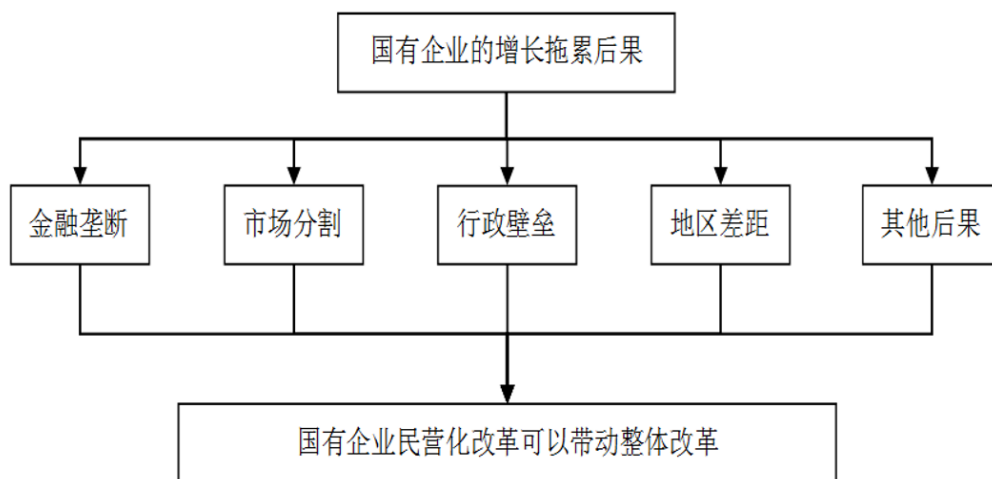 国有企业的增长拖累后果
金融垄断
市场分割
行政壁垒
地区差距
其他后果
国有企业民营化改革可以带动整体改革